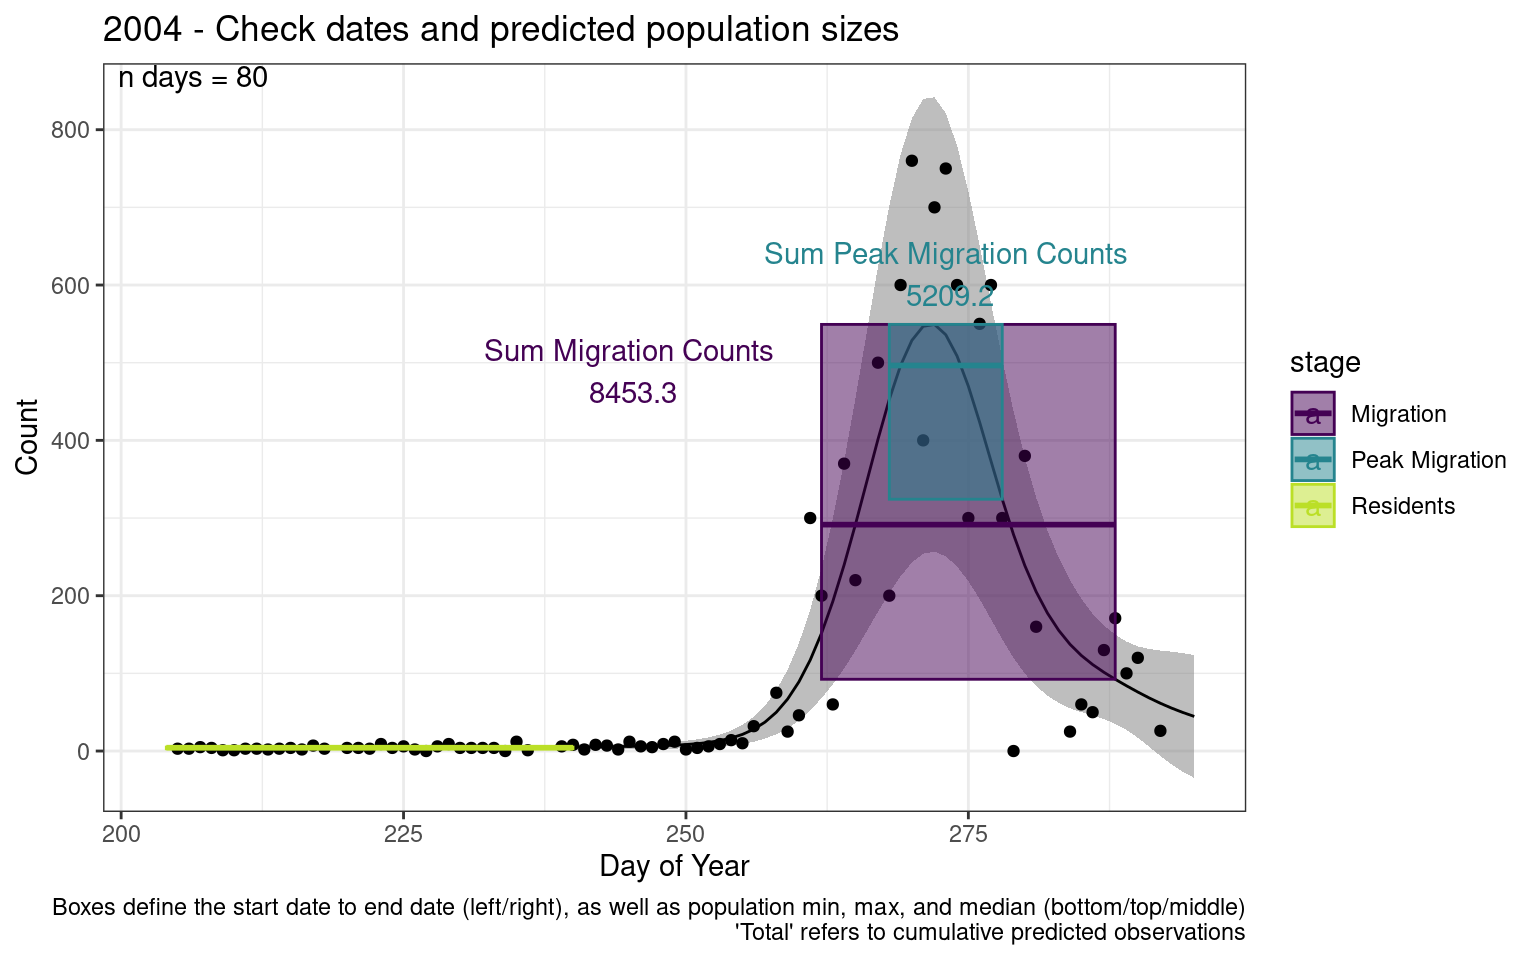 2004 - Check dates and predicted population sizes
n days = 80
800
600
400
200
0
Count
Sum Peak Migration Counts
5209.2
Sum Migration Counts
8453.3
200
225
250
275
Day of Year
stage
a Migration
a Peak Migration
a Residents
Boxes define the start date to end date (left/right), as well as population min, max, and median (bottom/top/middle)
'Total' refers to cumulative predicted observations